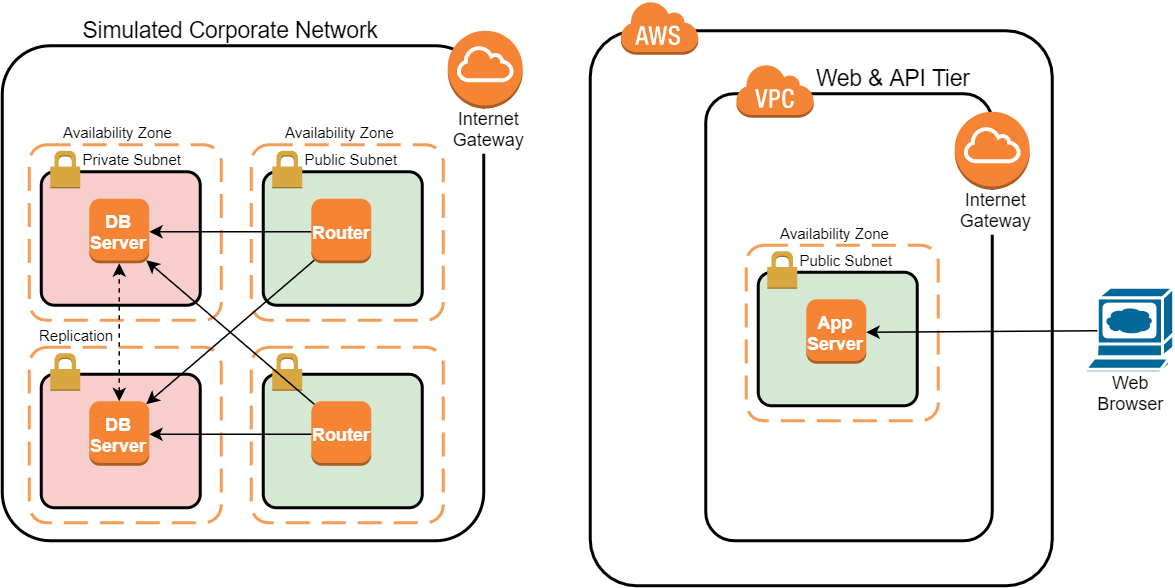 Simulated Corporate Network
Internet
Gateway
Availability Zone
Private Subnet
DB
Server
Availability Zone
Public Subnet
Router
Replication
DB
Server
Router
AWS
VPC
Web & API Tier
Internet
Gateway
Availability Zone
Public Subnet
App
Server
Web
Browser